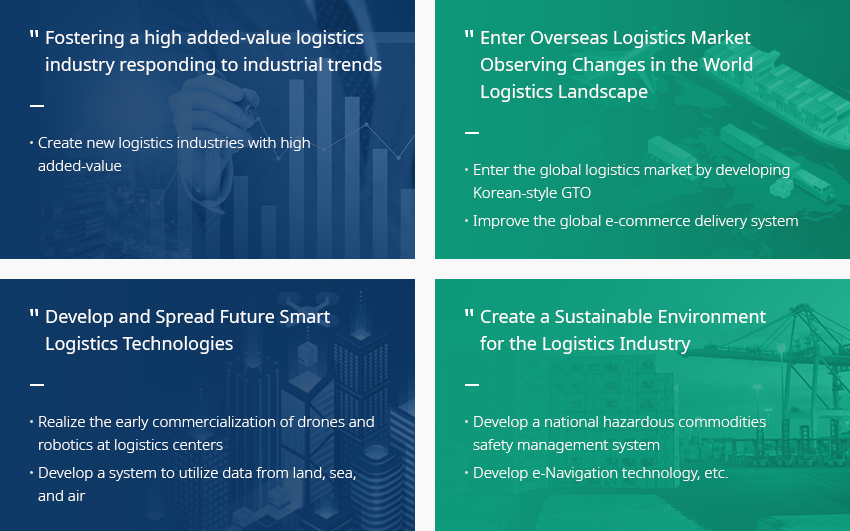 " Fostering a high added-value logistics
industry responding to industrial trends
• Create new logistics industries with high
added-value
" Enter Overseas Logistics Market
Observing Changes in the World
Logistics Landscape
• Enter the global logistics market by developing
Korean-style GTO
• Improve the global e-commerce delivery system
" Develop and Spread Future Smart
Logistics Technologies
• Realize the early commercialization of drones and
robotics at logistics centers
• Develop a system to utilize data from land, sea,
and air
" Create a Sustainable Environment
for the Logistics Industry
• Develop a national hazardous commodities
safety management system
• Develop e-Navigation technology, etc.